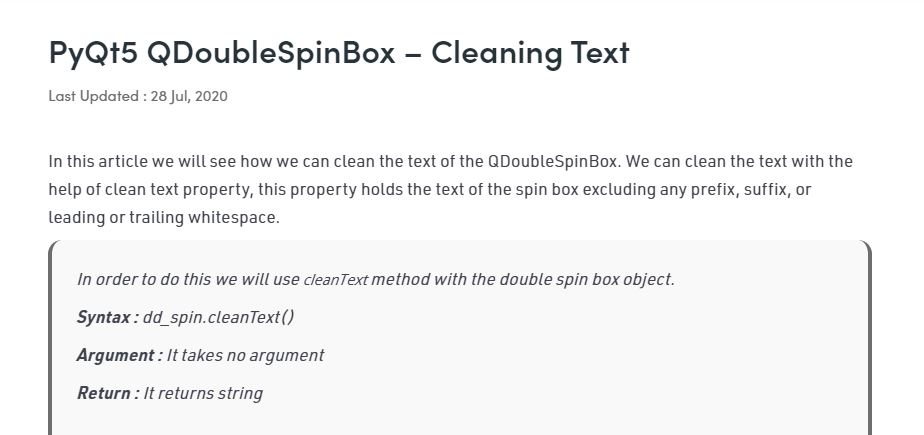 PyQt5 QDoubleSpinBox – Cleaning Text
Last Updated : 28 Jul, 2020
In this article we will see how we can clean the text of the QDoubleSpinBox. We can clean the text with the
help of clean text property, this property holds the text of the spin box excluding any prefix, suffix, or
leading or trailing whitespace.
In order to do this we will use cleanText method with the double spin box object.
Syntax : dd_spin.cleanText()
Argument : It takes no argument
Return : It returns string